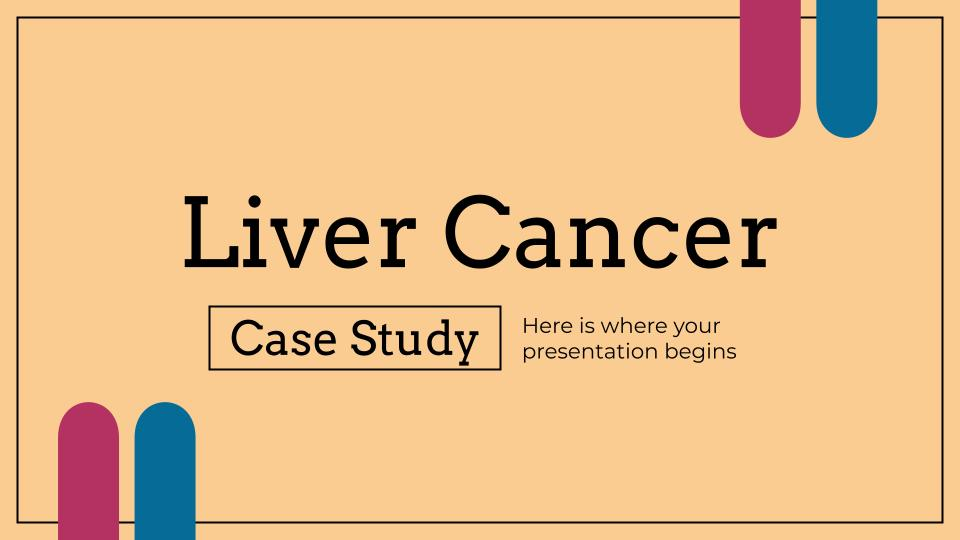 Liver Cancer
Case Study
Here is where your
presentation begins